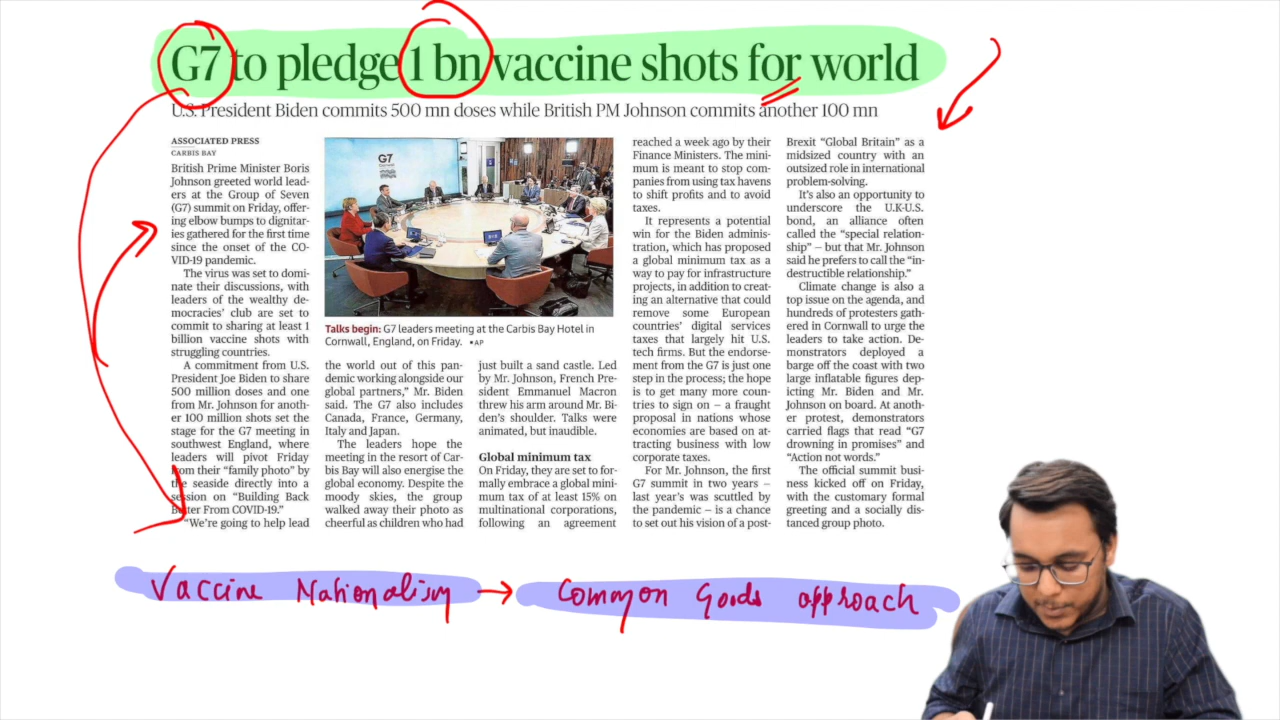 G7 to pledge 1 bn vaccine shots for world
U.S. President Biden commits 500 mn doses while British PM Johnson commits another 100 mn
ASSOCIATED PRESS
CARBIS BAY
British Prime Minister Boris
Johnson greeted world lead-
ers at the Group of Seven
(G7) summit on Friday, offer-
ing elbow bumps to dignitar-
ies gathered for the first time
since the onset of the CO-
VID-19 pandemic.
The virus was set to domi-
nate their discussions, with
leaders of the wealthy de-
mocracies' club are set to
commit to sharing at least 1
billion vaccine shots with
struggling countries.
A commitment from U.S.
President Joe Biden to share
500 million doses and one
from Mr. Johnson for anoth-
er 100 million shots set the
stage for the G7 meeting in
southwest England, where
leaders will pivot Friday
from their "family photo" by
the seaside directly into a
session on "Building Back
Better From COVID-19."
"We're going to help lead
G7
Talks begin: G7 leaders meeting at the Carbis Bay Hotel in
Cornwall, England, on Friday. ▪AP
the world out of this pan-
demic working alongside our
global partners," Mr. Biden
said. The G7 also includes
Canada, France, Germany,
Italy and Japan.
The leaders hope the
meeting in the resort of Car-
bis Bay will also energise the
global economy. Despite the
moody skies, the group
walked away their photo as
cheerful as children who had
just built a sand castle. Led
by Mr. Johnson, French Pre-
sident Emmanuel Macron
threw his arm around Mr. Bi-
den's shoulder. Talks were
animated, but inaudible.
Global minimum tax
On Friday, they are set to for-
mally embrace a global mini-
mum tax of at least 15% on
multinational corporations,
following an agreement
reached a week ago by their
Finance Ministers. The mini-
mum is meant to stop com-
panies from using tax havens
to shift profits and to avoid
taxes.
It represents a potential
win for the Biden adminis-
tration, which has proposed
a global minimum tax as a
way to pay for infrastructure
projects, in addition to creat-
ing an alternative that could
remove some European
countries' digital services
taxes that largely hit U.S.
tech firms. But the endorse-
ment from the G7 is just one
step in the process; the hope
is to get many more coun-
tries to sign on – a fraught
proposal in nations whose
economies are based on at-
tracting business with low
corporate taxes.
For Mr. Johnson, the first
G7 summit in two years –
last year's was scuttled by
the pandemic – is a chance
to set out his vision of a post-
Brexit "Global Britain" as a
midsized country with an
outsized role in international
problem-solving.
It's also an opportunity to
underscore the U.K-U.S.
bond, an alliance often
called the "special relation-
ship" – but that Mr. Johnson
said he prefers to call the "in-
destructible relationship."
Climate change is also a
top issue on the agenda, and
hundreds of protesters gath-
ered in Cornwall to urge the
leaders to take action. De-
monstrators deployed a
barge off the coast with two
large inflatable figures dep-
icting Mr. Biden and Mr.
Johnson on board. At anoth-
er protest, demonstrators
carried flags that read "G7
drowning in promises" and
"Action not words."
The official summit busi-
ness kicked off on Friday,
with the customary formal
greeting and a socially dis-
tanced group photo.
Vaccine Nationalism → Common Goods approach